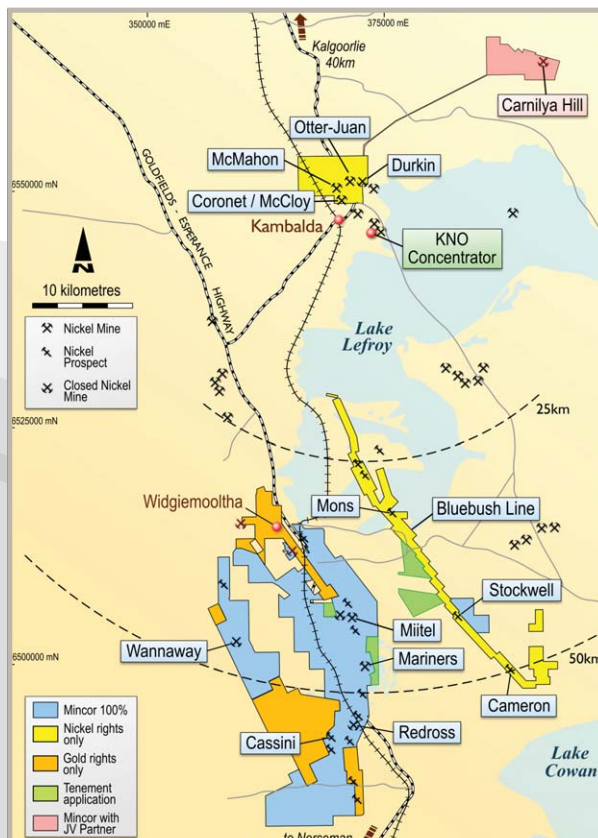 350000 mE
375000 mE
Kalgoorlie
40km
Carnilya Hill
Otter-Juan
McMahon
Durkin
6550000 mN
Coronet / McCloy
Kambalda
KNO
Concentrator
GOLDFIELDS - ESPERANCE HIGHWAY
N
10 kilometres
Nickel Mine
Nickel
Prospect
Closed Nickel
Mine
Lake
Lefroy
6525000 mN
25km
Widgiemooltha
Mons
Bluebush Line
Stockwell
Miitel
Wannaway
Mariners
6500000 mN
50km
Cameron
Mincor 100%
Nickel rights
only
Gold rights
only
Tenement
application
Mincor with
JV Partner
Cassini
Redross
Lake
Cowan
to Norseman